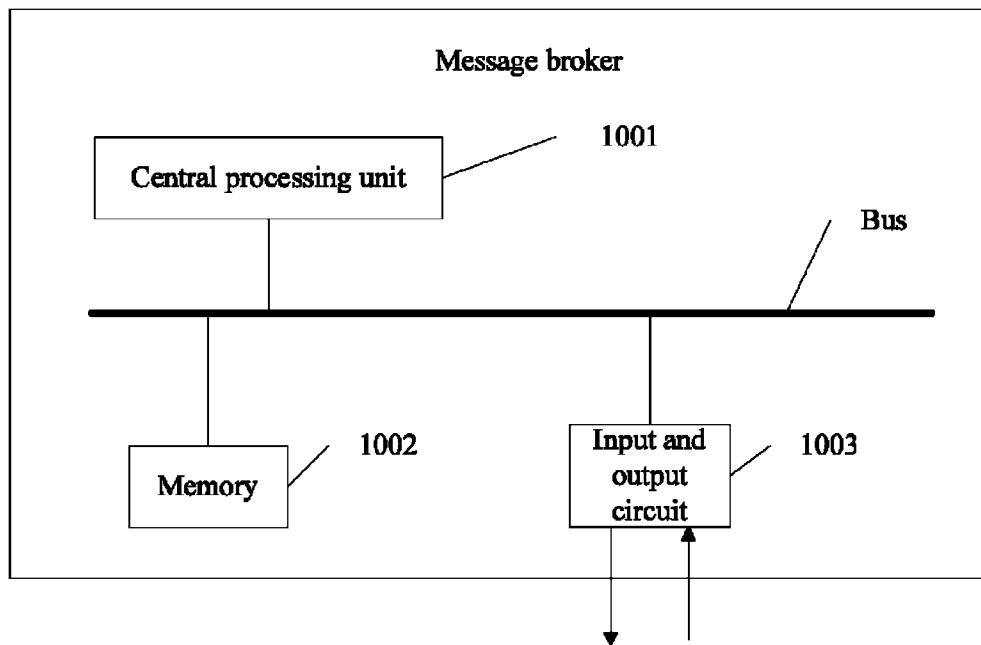 Message broker
1001
Central processing unit
Bus
1002
Memory
1003
Input and
output
circuit